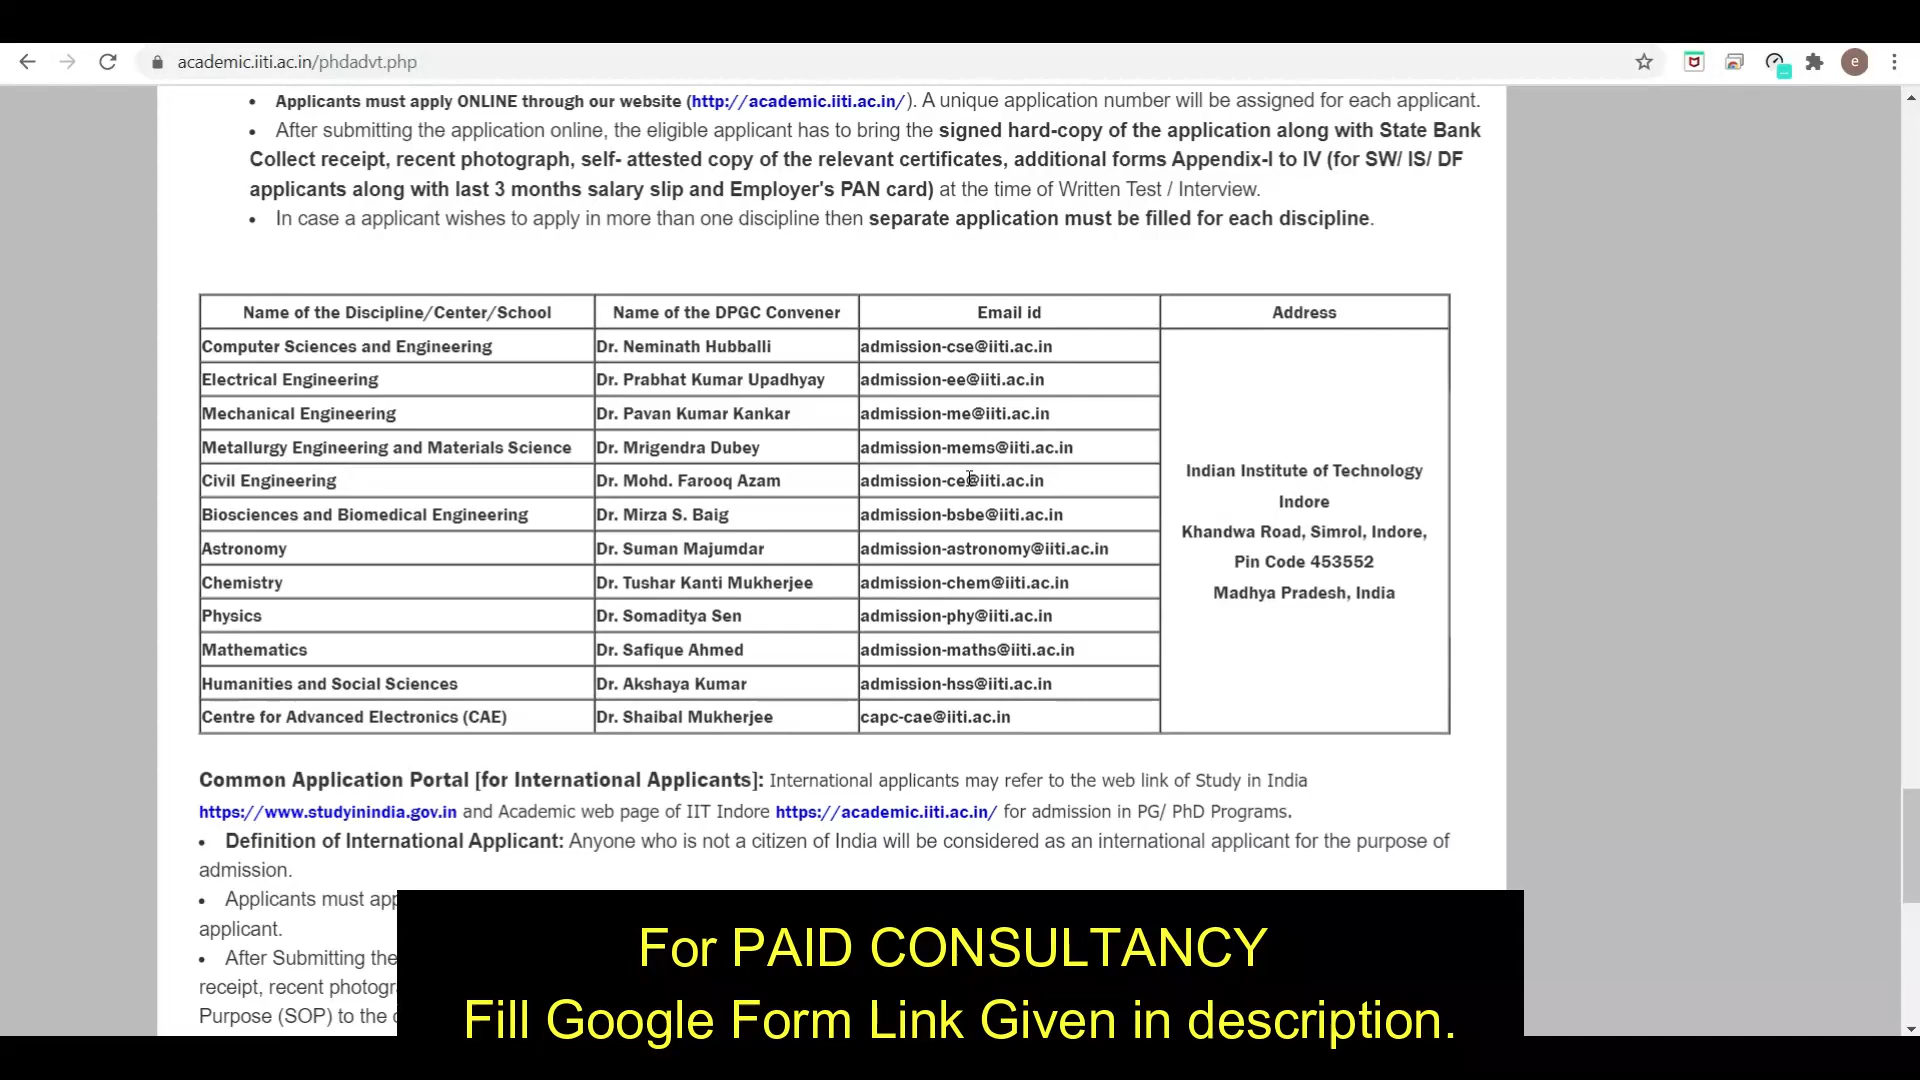 academic.iiti.ac.in/phdadvt.php
e
• Applicants must apply ONLINE through our website (http://academic.iiti.ac.in/). A unique application number will be assigned for each applicant.
• After submitting the application online, the eligible applicant has to bring the signed hard-copy of the application along with State Bank
Collect receipt, recent photograph, self- attested copy of the relevant certificates, additional forms Appendix-I to IV (for SW/ IS/ DF
applicants along with last 3 months salary slip and Employer's PAN card) at the time of Written Test / Interview.
• In case a applicant wishes to apply in more than one discipline then separate application must be filled for each discipline.
Name of the Discipline/Center/School Name of the DPGC Convener Email id Address
Computer Sciences and Engineering Dr. Neminath Hubballi admission-cse@iiti.ac.in
Electrical Engineering Dr. Prabhat Kumar Upadhyay admission-ee@iiti.ac.in
Mechanical Engineering Dr. Pavan Kumar Kankar admission-me@iiti.ac.in
Metallurgy Engineering and Materials Science Dr. Mrigendra Dubey admission-mems@iiti.ac.in
Civil Engineering Dr. Mohd. Farooq Azam admission-ce@iiti.ac.in
Biosciences and Biomedical Engineering Dr. Mirza S. Baig admission-bsbe@iiti.ac.in
Astronomy Dr. Suman Majumdar admission-astronomy@iiti.ac.in
Chemistry Dr. Tushar Kanti Mukherjee admission-chem@iiti.ac.in
Physics Dr. Somaditya Sen admission-phy@iiti.ac.in
Mathematics Dr. Safique Ahmed admission-maths@iiti.ac.in
Humanities and Social Sciences Dr. Akshaya Kumar admission-hss@iiti.ac.in
Centre for Advanced Electronics (CAE) Dr. Shaibal Mukherjee capc-cae@iiti.ac.in
Indian Institute of Technology
Indore
Khandwa Road, Simrol, Indore,
Pin Code 453552
Madhya Pradesh, India
Common Application Portal [for International Applicants]: International applicants may refer to the web link of Study in India
https://www.studyinindia.gov.in and Academic web page of IIT Indore https://academic.iiti.ac.in/ for admission in PG/ PhD Programs.
• Definition of International Applicant: Anyone who is not a citizen of India will be considered as an international applicant for the purpose of
admission.
• Applicants must app
applicant.
• After Submitting the
receipt, recent photogr
Purpose (SOP) to the
For PAID CONSULTANCY
Fill Google Form Link Given in description.